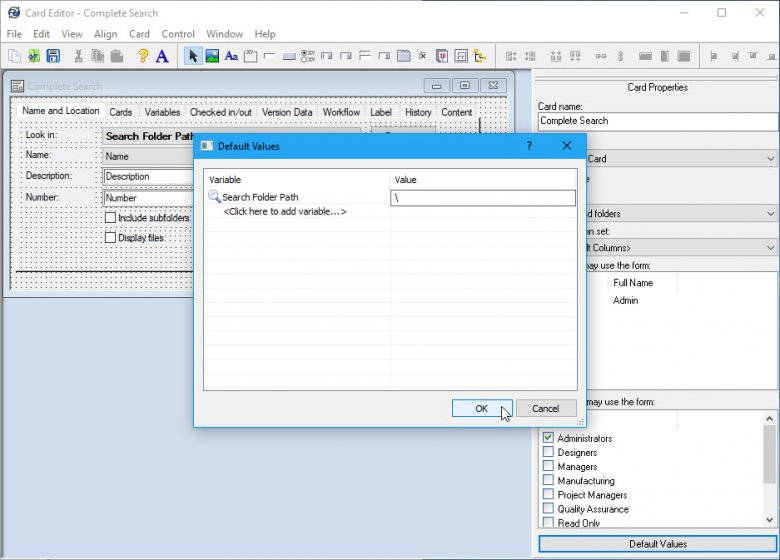 Card Editor - Complete Search
File Edit View Align Card Control Window Help
Complete Search
Name and Location Cards Variables Checked in/out Version Data Workflow Label History Content
Look in: Search Folder Path
Name: Name
Description: Description
Number: Number
Include subfolders:
Display files:
Default Values
Variable Value
Search Folder Path \
<Click here to add variable...>
OK Cancel
Card Properties
Card name:
Complete Search
Card
folders
set:
Columns>
may use the form:
Full Name
Admin
may use the form:
Administrators
Designers
Managers
Manufacturing
Project Managers
Quality Assurance
Read Only
Default Values